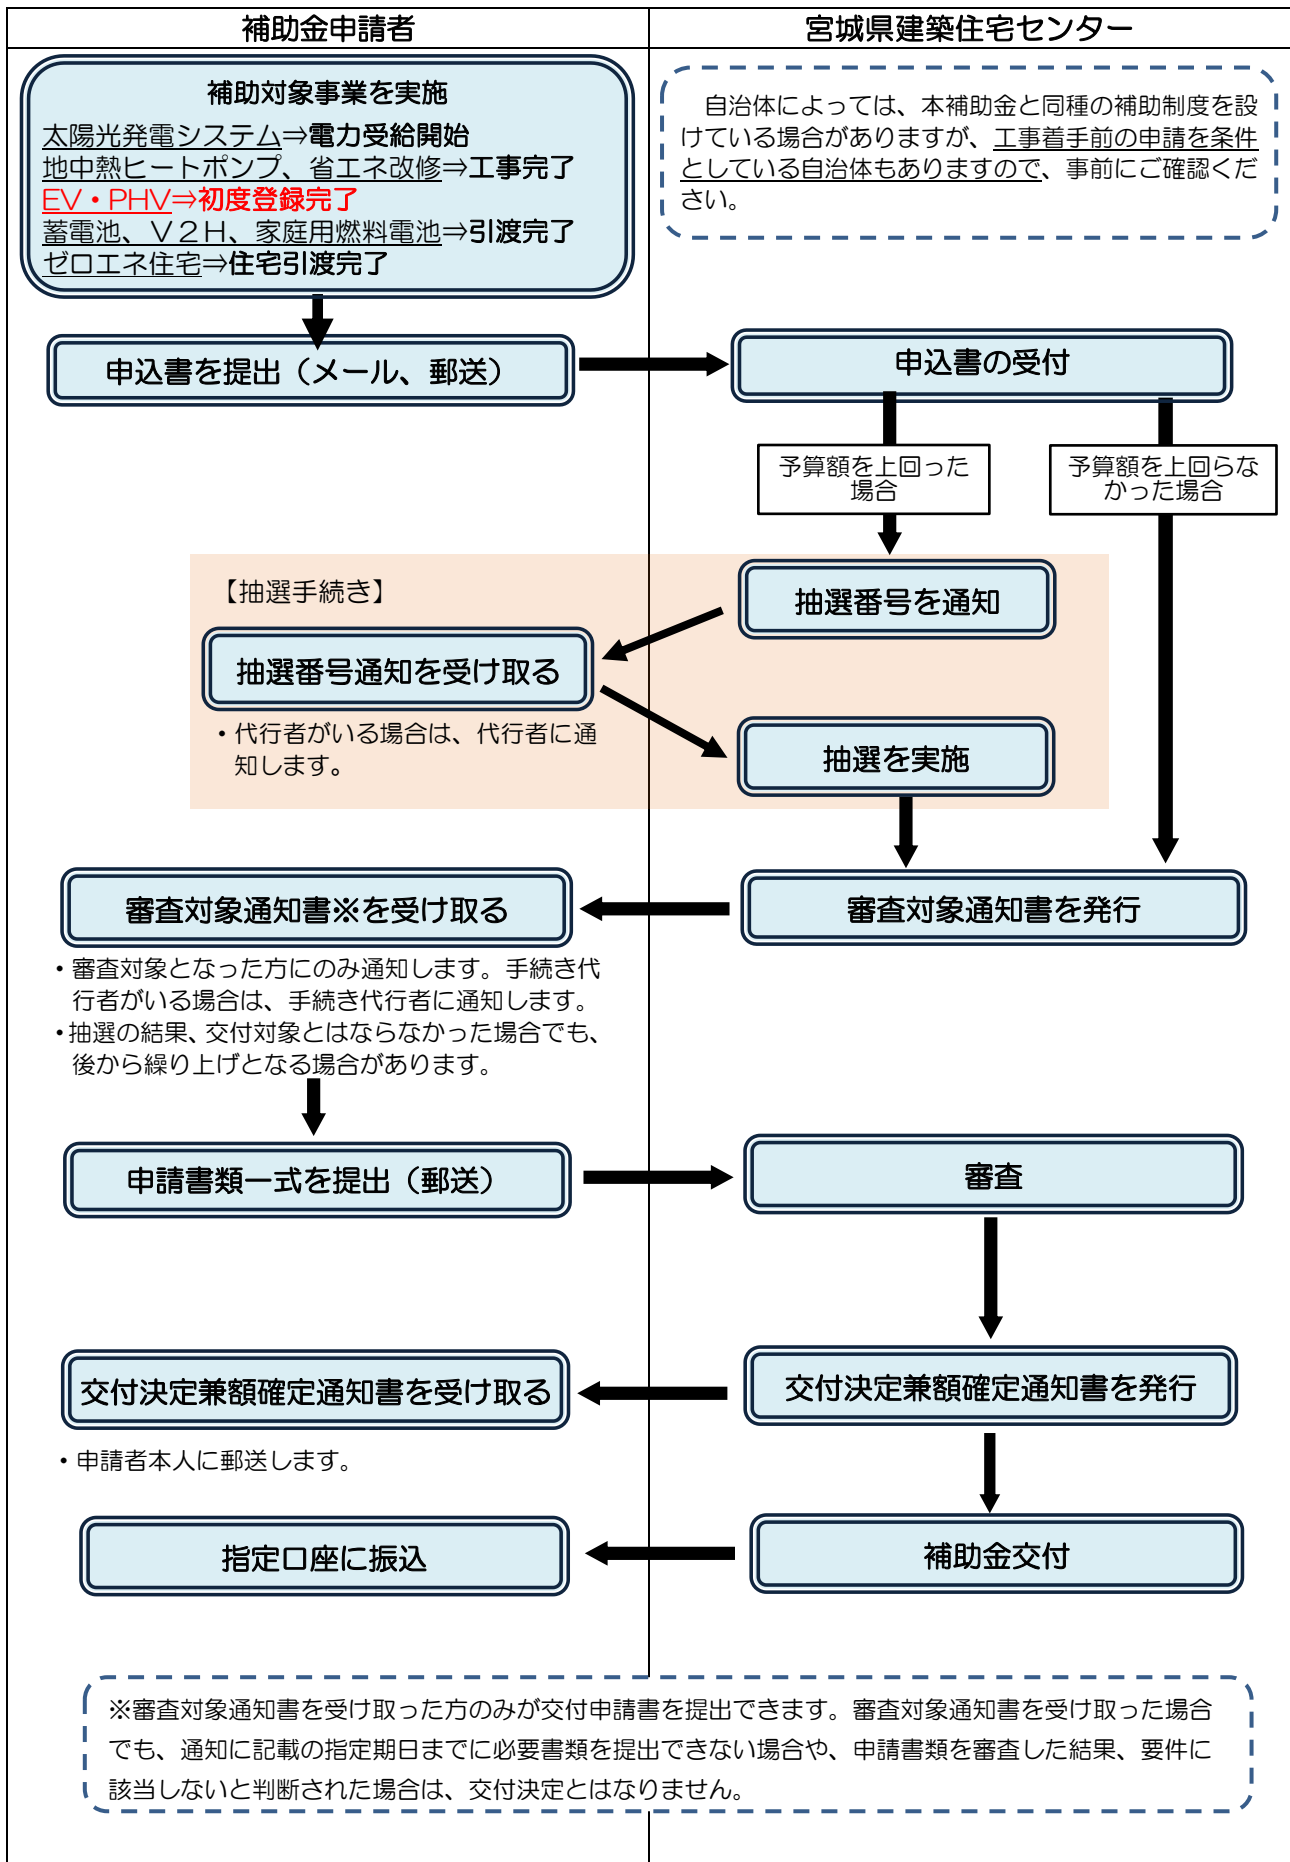 補助金申請者
宮城県建築住宅センター
補助対象事業を実施
太陽光発電システム⇒電力受給開始
地中熱ヒートポンプ、省エネ改修⇒工事完了
EV・PHV⇒初度登録完了
蓄電池、V2H、家庭用燃料電池⇒引渡完了
ゼロエネ住宅⇒住宅引渡完了
自治体によっては、本補助金と同種の補助制度を設
けている場合がありますが、工事着手前の申請を条件
としている自治体もありますので、事前にご確認くだ
さい。
申込書を提出（メール、郵送）
申込書の受付
予算額を上回った
場合
予算額を上回らな
かった場合
【抽選手続き】
抽選番号を通知
抽選番号通知を受け取る
・代行者がいる場合は、代行者に通
知します。
抽選を実施
審査対象通知書※を受け取る
審査対象通知書を発行
・審査対象となった方にのみ通知します。手続き代
行者がいる場合は、手続き代行者に通知します。
・抽選の結果、交付対象とはならなかった場合でも、
後から繰り上げとなる場合があります。
申請書類一式を提出（郵送）
審査
交付決定兼額確定通知書を受け取る
交付決定兼額確定通知書を発行
・申請者本人に郵送します。
指定口座に振込
補助金交付
※審査対象通知書を受け取った方のみが交付申請書を提出できます。審査対象通知書を受け取った場合
でも、通知に記載の指定期日までに必要書類を提出できない場合や、申請書類を審査した結果、要件に
該当しないと判断された場合は、交付決定とはなりません。